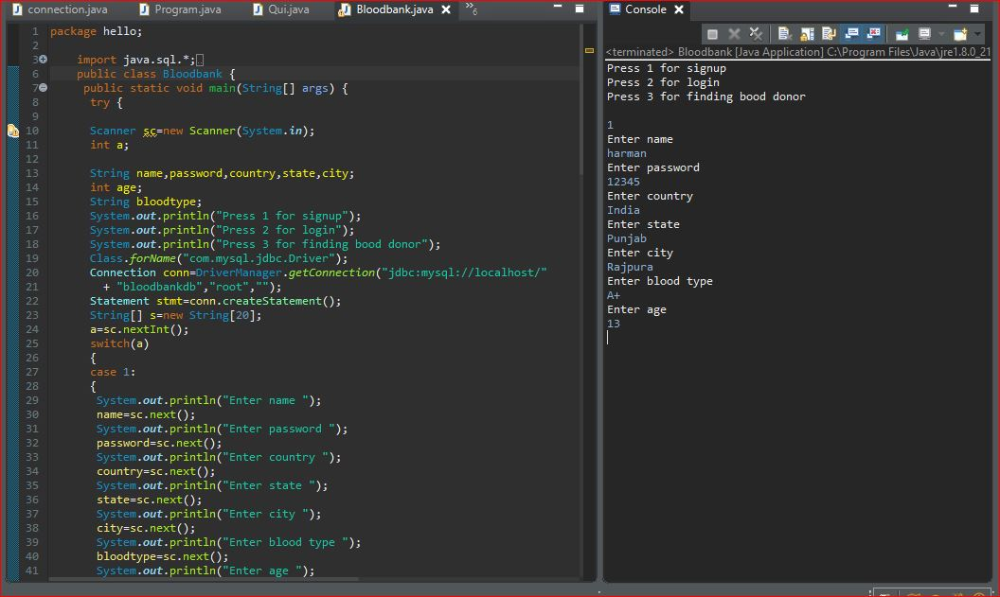 connection.java Program.java Qui.java Bloodbank.java 6
1 package hello;
2
3 import java.sql.*;
6 public class Bloodbank {
7 public static void main(String[] args) {
8 try {
9
10 Scanner sc=new Scanner(System.in);
11 int a;
12
13 String name,password,country,state,city;
14 int age;
15 String bloodtype;
16 System.out.println("Press 1 for signup");
17 System.out.println("Press 2 for login");
18 System.out.println("Press 3 for finding bood donor");
19 Class.forName("com.mysql.jdbc.Driver");
20 Connection conn=DriverManager.getConnection("jdbc:mysql://localhost/"
21 + "bloodbankdb","root","");
22 Statement stmt=conn.createStatement();
23 String[] s=new String[20];
24 a=sc.nextInt();
25 switch(a)
26 {
27 case 1:
28 {
29 System.out.println("Enter name ");
30 name=sc.next();
31 System.out.println("Enter password ");
32 password=sc.next();
33 System.out.println("Enter country ");
34 country=sc.next();
35 System.out.println("Enter state ");
36 state=sc.next();
37 System.out.println("Enter city ");
38 city=sc.next();
39 System.out.println("Enter blood type ");
40 bloodtype=sc.next();
41 System.out.println("Enter age ");
Console
<terminated> Bloodbank [Java Application] C:\Program Files\Java\jre1.8.0_21
Press 1 for signup
Press 2 for login
Press 3 for finding bood donor
1
Enter name
harman
Enter password
12345
Enter country
India
Enter state
Punjab
Enter city
Rajpura
Enter blood type
A+
Enter age
13